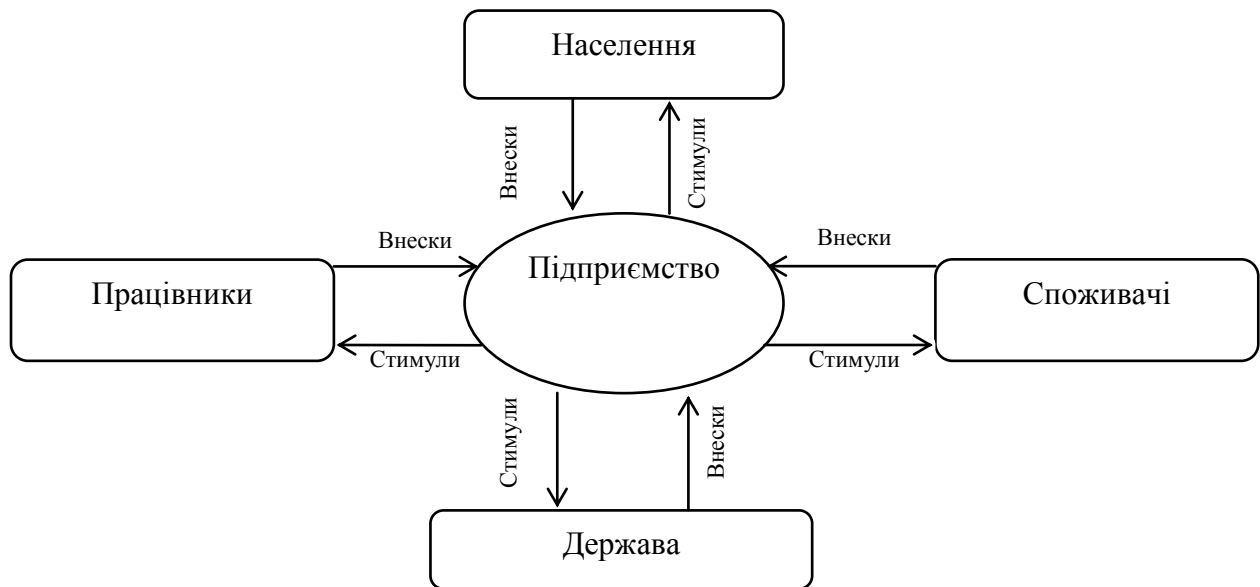 Населення
Внески
Стимули
Внески
Внески
Підприємство
Працівники
Споживачі
Стимули
Стимули
Стимули
Внески
Держава